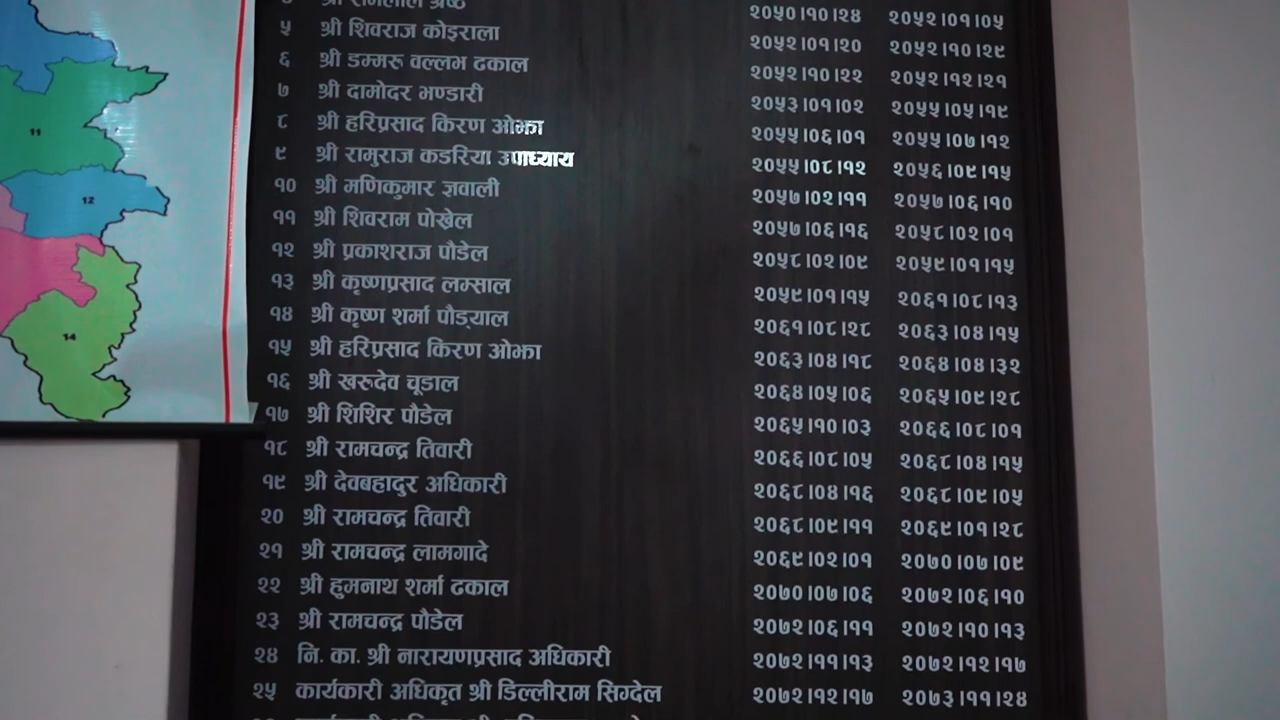 श्री रामलाल श्रेष्ठ २०५०।१०।२४ २०५२।०१।०५
५ श्री शिवराज कोइराला २०५२।०१।२० २०५२।१०।२९
६ श्री डम्मरु वल्लभ ढकाल २०५२।१०।२२ २०५२।१२।२१
७ श्री दामोदर भण्डारी २०५३।०१।०२ २०५५।०५।१९
८ श्री हरिप्रसाद किरण ओझा २०५५।०६।०१ २०५५।०७।१२
९ श्री रामुराज कडरिया उपाध्याय २०५५।०८।१२ २०५६।०९।१५
१० श्री मणिकुमार ज्ञवाली २०५७।०२।११ २०५७।०६।१०
११ श्री शिवराम पोख्रेल २०५७।०६।१६ २०५८।०२।०१
१२ श्री प्रकाशराज पौडेल २०५८।०२।०९ २०५९।०१।१५
१३ श्री कृष्णप्रसाद लम्साल २०५९।०१।१५ २०६१।०८।१३
१४ श्री कृष्ण शर्मा पौड्याल २०६१।०८।२८ २०६३।०४।१५
१५ श्री हरिप्रसाद किरण ओझा २०६३।०४।१८ २०६४।०४।३२
१६ श्री खरुदेव चूडाल २०६४।०५।०६ २०६५।०९।२८
१७ श्री शिशिर पौडेल २०६५।१०।०३ २०६६।०८।०१
१८ श्री रामचन्द्र तिवारी २०६६।०८।०५ २०६८।०४।१५
१९ श्री देवबहादुर अधिकारी २०६८।०४।१६ २०६८।०९।०५
२० श्री रामचन्द्र तिवारी २०६८।०९।११ २०६९।०१।२८
२१ श्री रामचन्द्र लामगादे २०६९।०२।०१ २०७०।०७।०९
२२ श्री हुमनाथ शर्मा ढकाल २०७०।०७।०६ २०७२।०६।१०
२३ श्री रामचन्द्र पौडेल २०७२।०६।११ २०७२।१०।१३
२४ नि. का. श्री नारायणप्रसाद अधिकारी २०७२।११।१३ २०७२।१२।१७
२५ कार्यकारी अधिकृत श्री डिल्लीराम सिग्देल २०७२।१२।१७ २०७३।११।२४
11
12
14